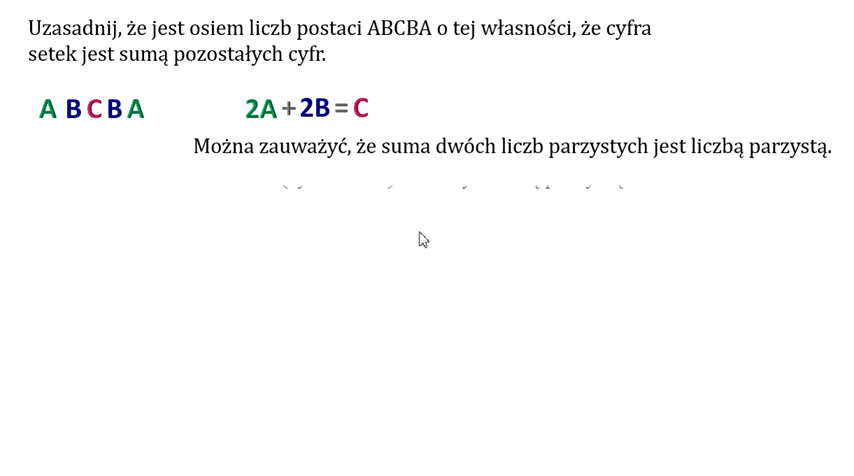 Uzasadnij, że jest osiem liczb postaci ABCBA o tej własności, że cyfra
setek jest sumą pozostałych cyfr.
A B C B A 2A + 2B = C
Można zauważyć, że suma dwóch liczb parzystych jest liczbą parzystą.